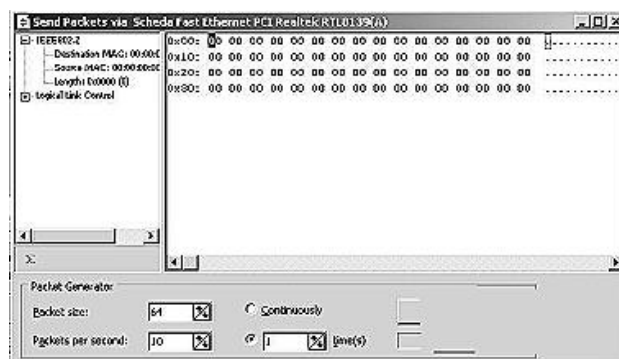 Send Packets via Scheda Fast Ethernet PCI Realtek RTL8139(A)
IEEE802.2
Destination MAC: 00:00:0
Source MAC: 00:00:00:00
Length: 0x0000 (0)
Logical Link Control
0x00: 00 00 00 00 00 00 00 00 00 00 00 00 00 00 00 00 ................
0x10: 00 00 00 00 00 00 00 00 00 00 00 00 00 00 00 00 ................
0x20: 00 00 00 00 00 00 00 00 00 00 00 00 00 00 00 00 ................
0x30: 00 00 00 00 00 00 00 00 00 00 00 00 00 00 00 00 ................
Σ
Packet Generator
Packet size: 64
Continuously
Packets per second: 10
1 time(s)